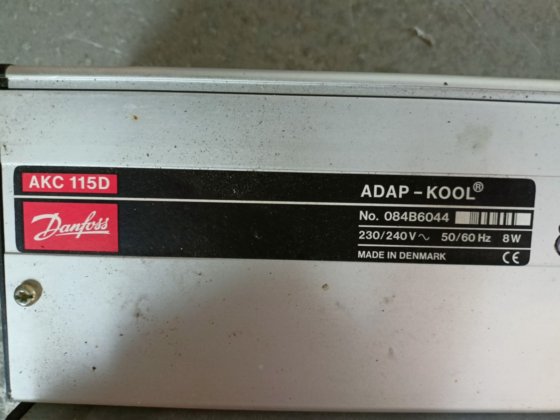 AKC 115D
ADAP-KOOL®
Danfoss
No. 084B6044
230/240V~ 50/60 Hz 8W
MADE IN DENMARK CE